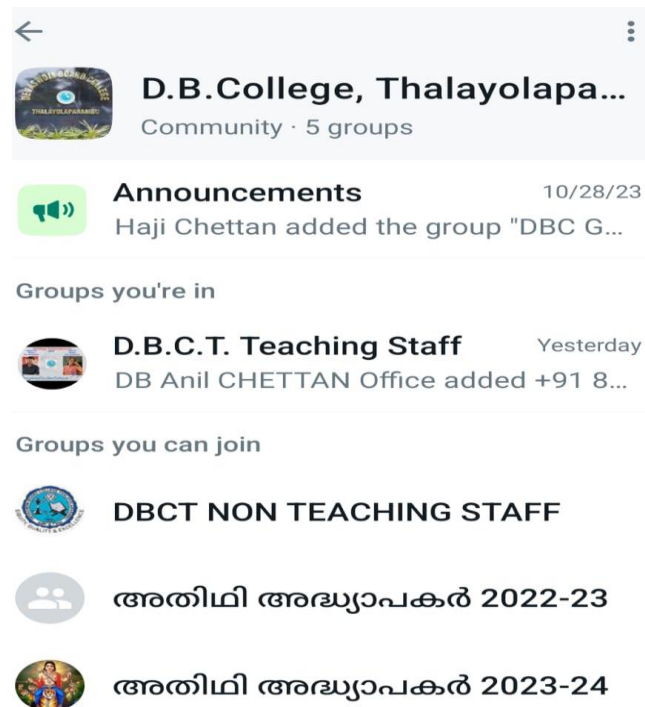 D.B.College, Thalayolapa...
Community · 5 groups
Announcements 10/28/23
Haji Chettan added the group "DBC G...
Groups you're in
D.B.C.T. Teaching Staff Yesterday
DB Anil CHETTAN Office added +91 8...
Groups you can join
DBCT NON TEACHING STAFF
അതിഥി അദ്ധ്യാപകർ 2022-23
അതിഥി അദ്ധ്യാപകർ 2023-24